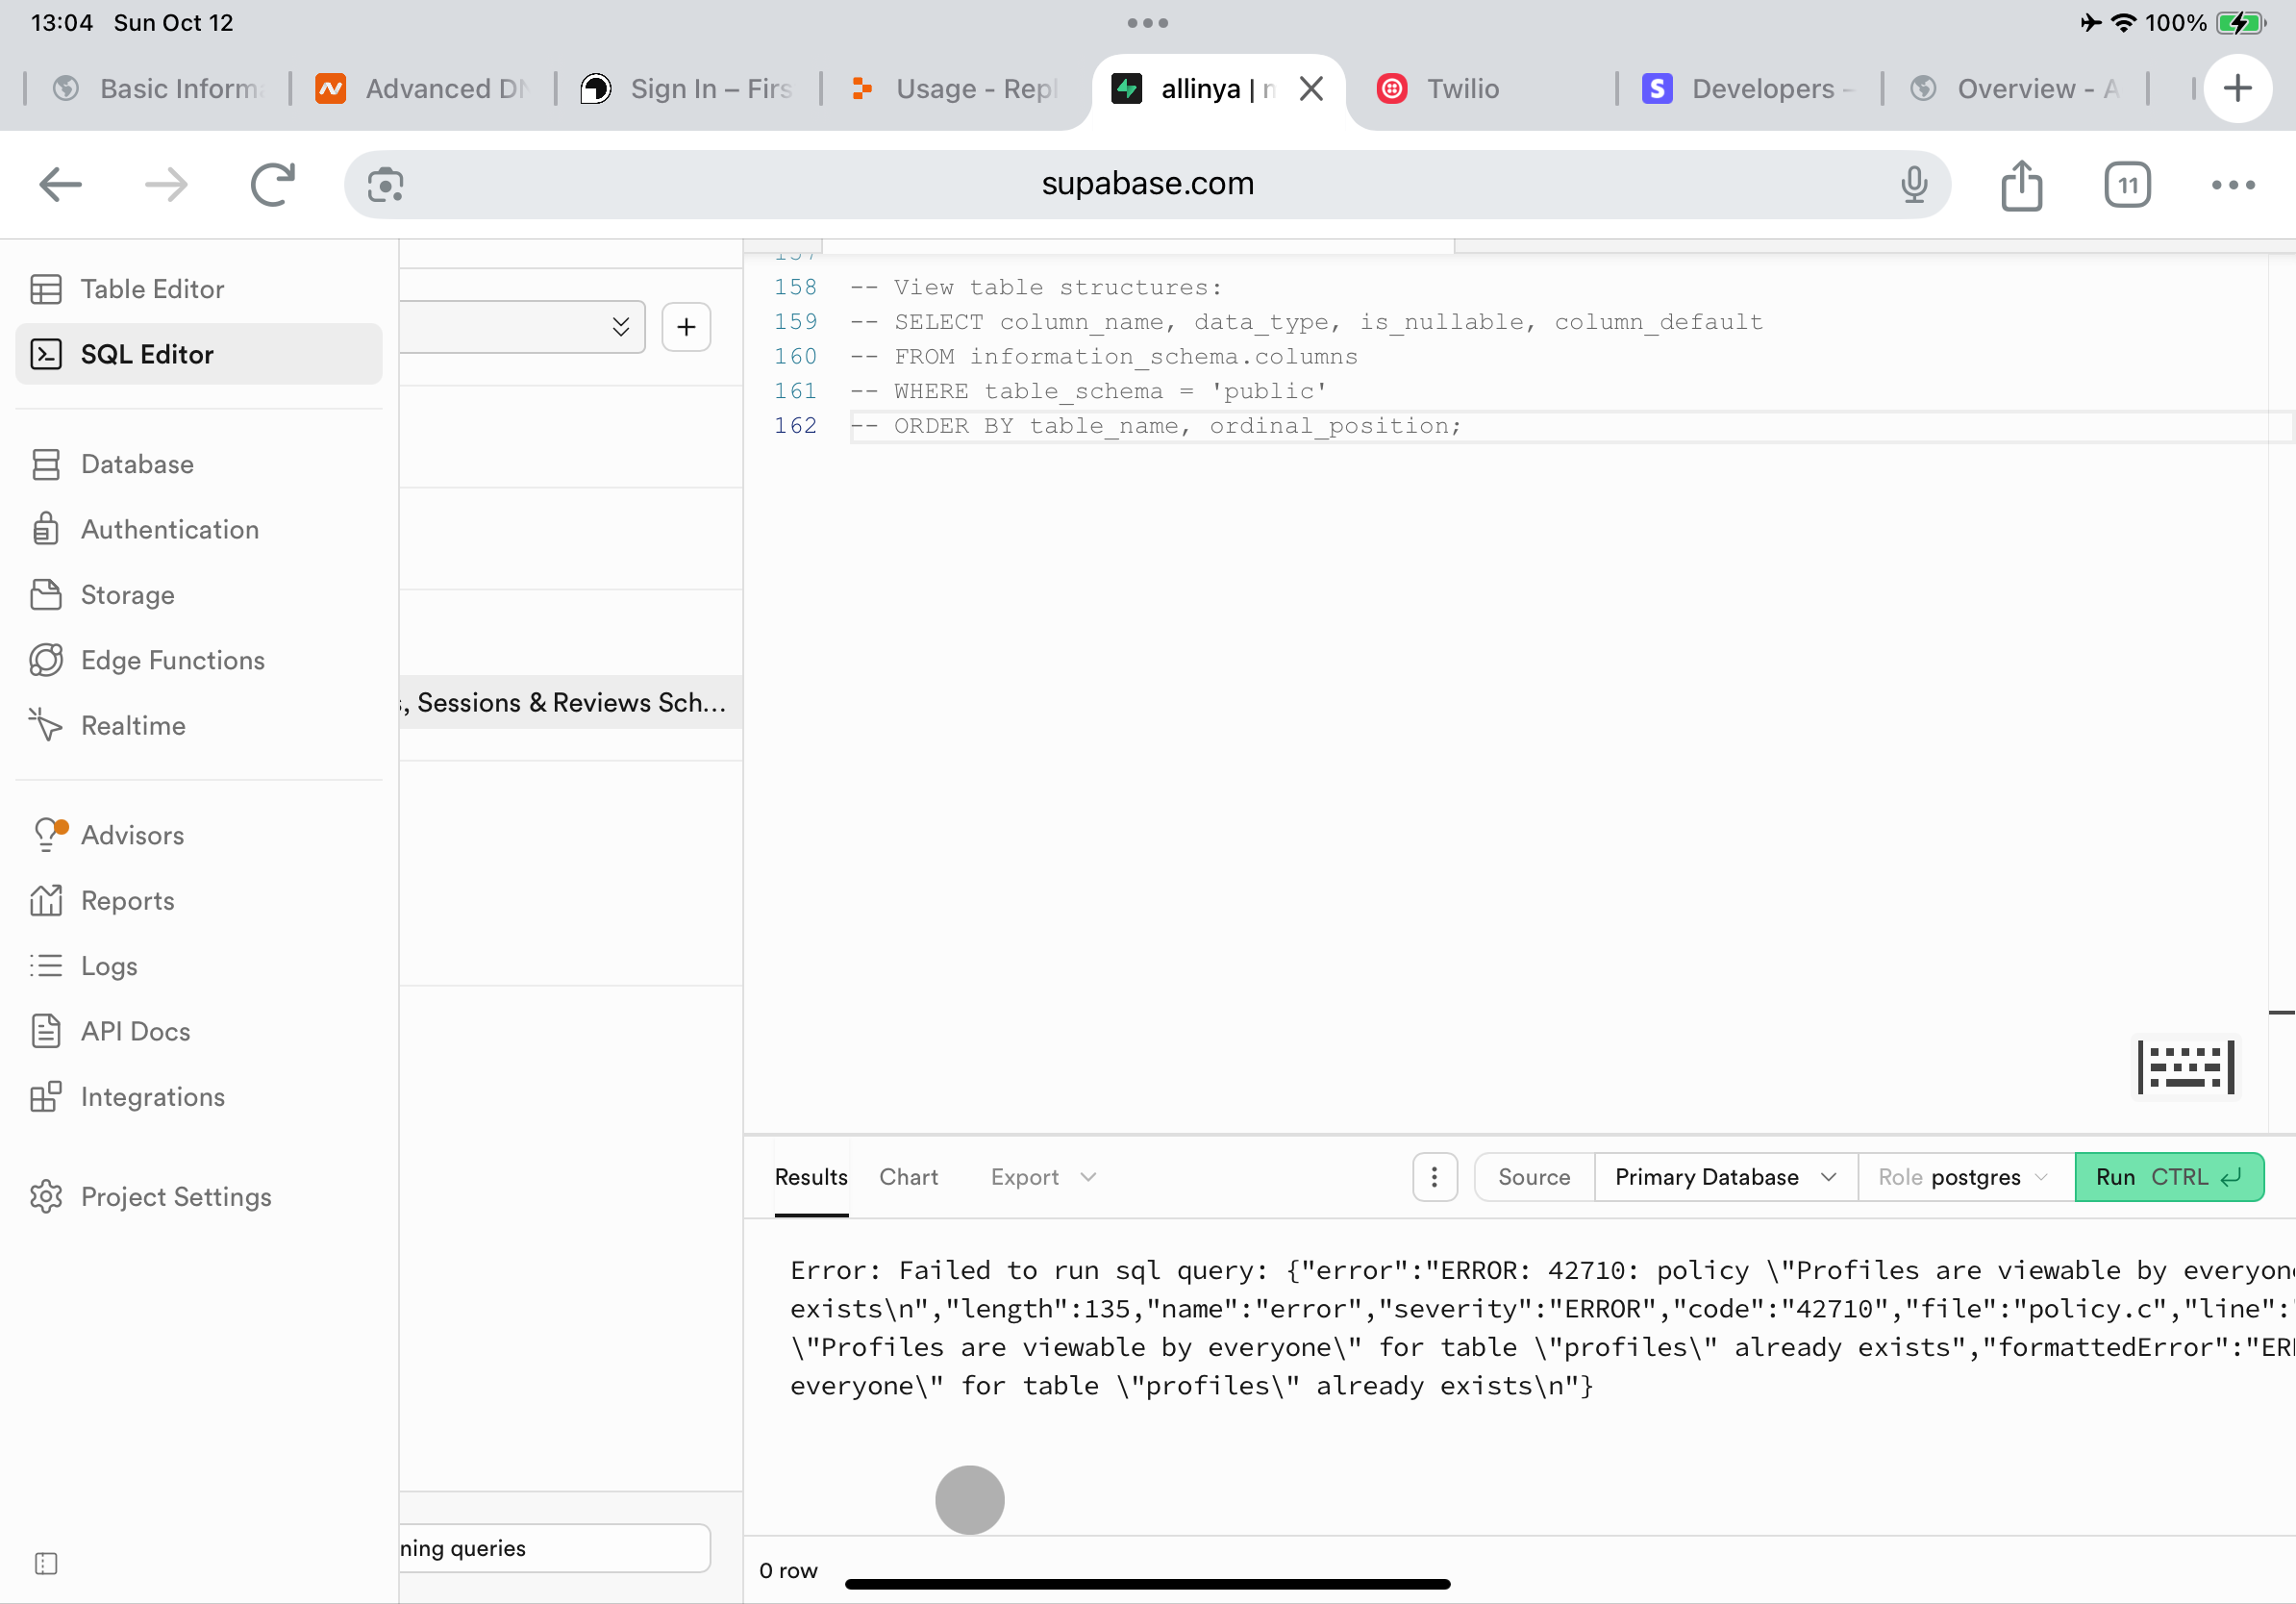 13:04 Sun Oct 12
100%
Basic Inform
Advanced DN
Sign In – Firs
Usage - Repl
allinya | n
Twilio
Developers -
Overview - A
supabase.com
11
Table Editor
SQL Editor
Database
Authentication
Storage
Edge Functions
Realtime
Advisors
Reports
Logs
API Docs
Integrations
Project Settings
, Sessions & Reviews Sch...
ning queries
157
158 -- View table structures:
159 -- SELECT column_name, data_type, is_nullable, column_default
160 -- FROM information_schema.columns
161 -- WHERE table_schema = 'public'
162 -- ORDER BY table_name, ordinal_position;
Results Chart Export
Source Primary Database Role postgres Run CTRL
Error: Failed to run sql query: {"error":"ERROR: 42710: policy \"Profiles are viewable by everyon
exists\n","length":135,"name":"error","severity":"ERROR","code":"42710","file":"policy.c","line":
\"Profiles are viewable by everyone\" for table \"profiles\" already exists","formattedError":"ER
everyone\" for table \"profiles\" already exists\n"}
0 row